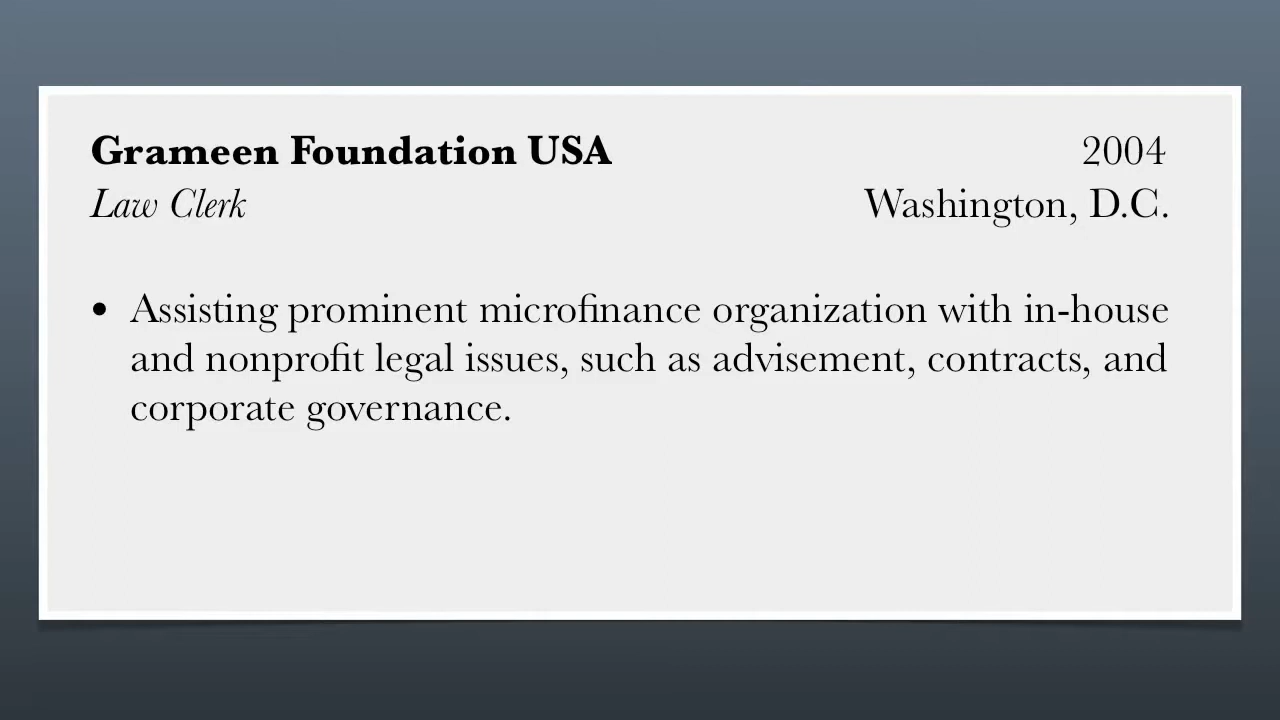 Grameen Foundation USA 2004
Law Clerk Washington, D.C.
• Assisting prominent microfinance organization with in-house
and nonprofit legal issues, such as advisement, contracts, and
corporate governance.